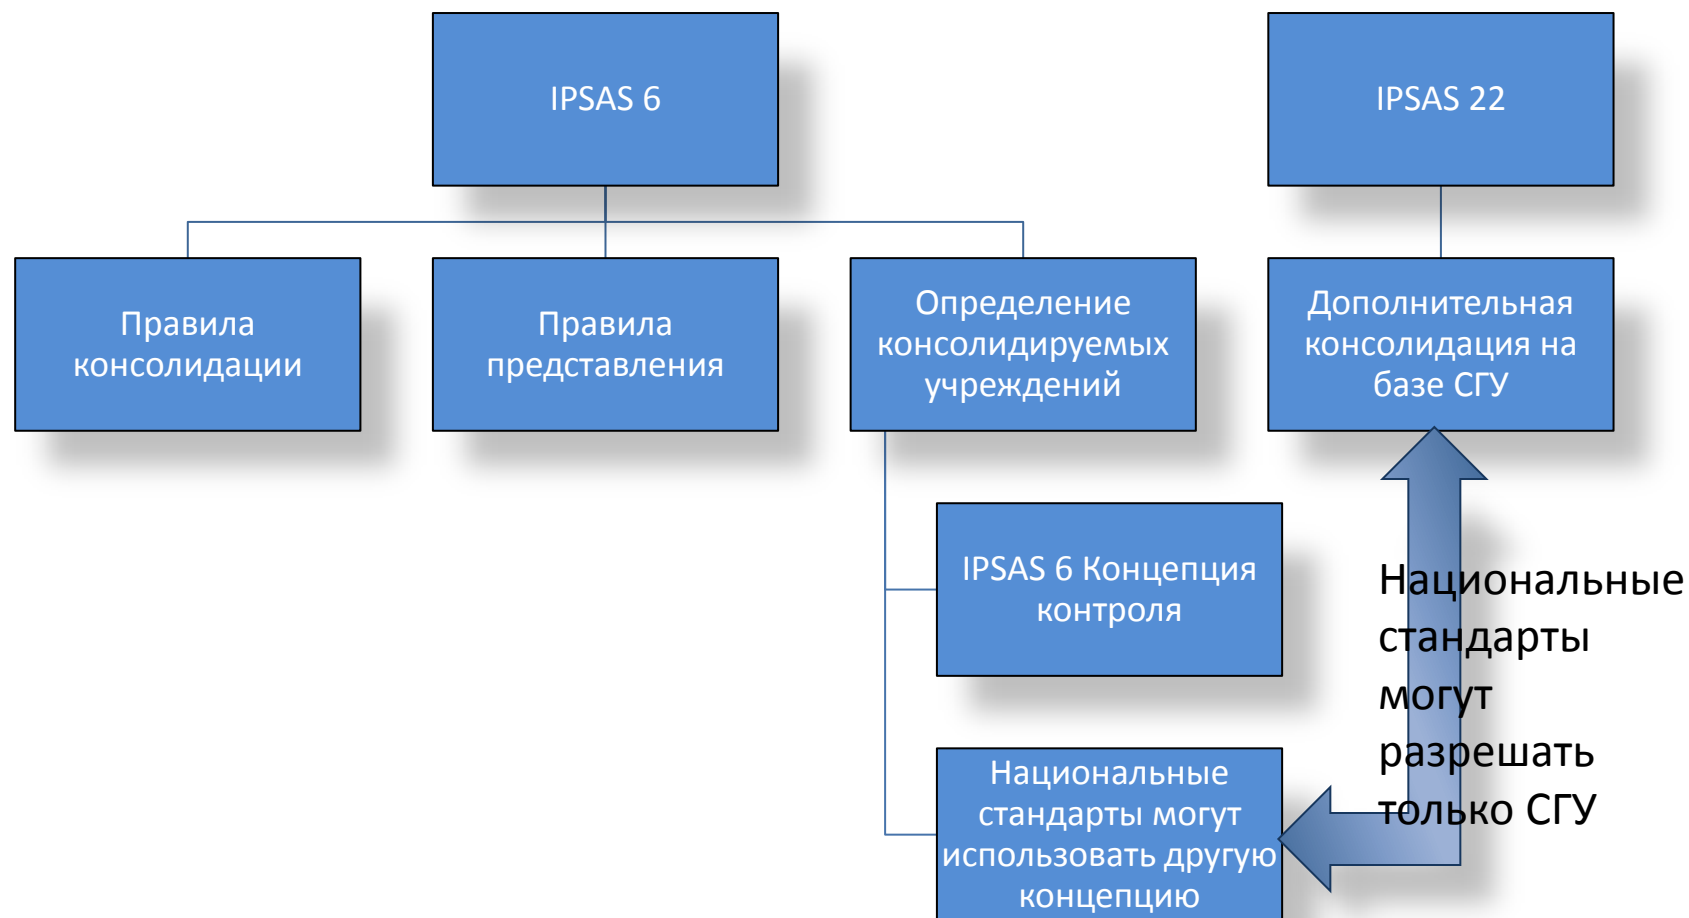 IPSAS 6
IPSAS 22
Правила
консолидации
Правила
представления
Определение
консолидируемых
учреждений
Дополнительная
консолидация на
базе СГУ
IPSAS 6 Концепция
контроля
Национальные
стандарты могут
использовать другую
концепцию
Национальные
стандарты
могут
разрешать
только СГУ